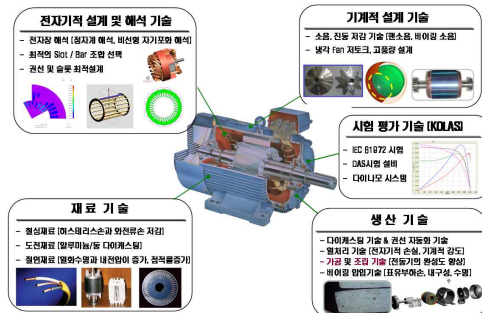 전자기적 설계 및 해석 기술
- 전자장 해석 [정자계 해석, 비선형 자기포화 해석]
- 최적의 Slot / Bar 조합 선택
- 권선 및 슬롯 최적설계
기계적 설계 기술
- 소음, 진동 저감 기술 [팬소음, 베어링 소음]
- 냉각 Fan 저토크, 고풍량 설계
시험 평가 기술 [KOLAS]
- IEC 61972 시험
- DAS시험 설비
- 다이나모 시스템
재료 기술
- 철심재료 [히스테리스손과 와전류손 저감]
- 도전재료 [알루미늄/동 다이캐스팅]
- 절연재료 [열화수명과 내전압이 증가, 점적률증가]
생산 기술
- 다이캐스팅 기술 & 권선 자동화 기술
- 열처리 기술 [전자기적 손실, 기계적 강도]
- 가공 및 조립 기술 [전동기의 완성도 향상]
- 베어링 압입기술 [표유부하손, 내구성, 수명]